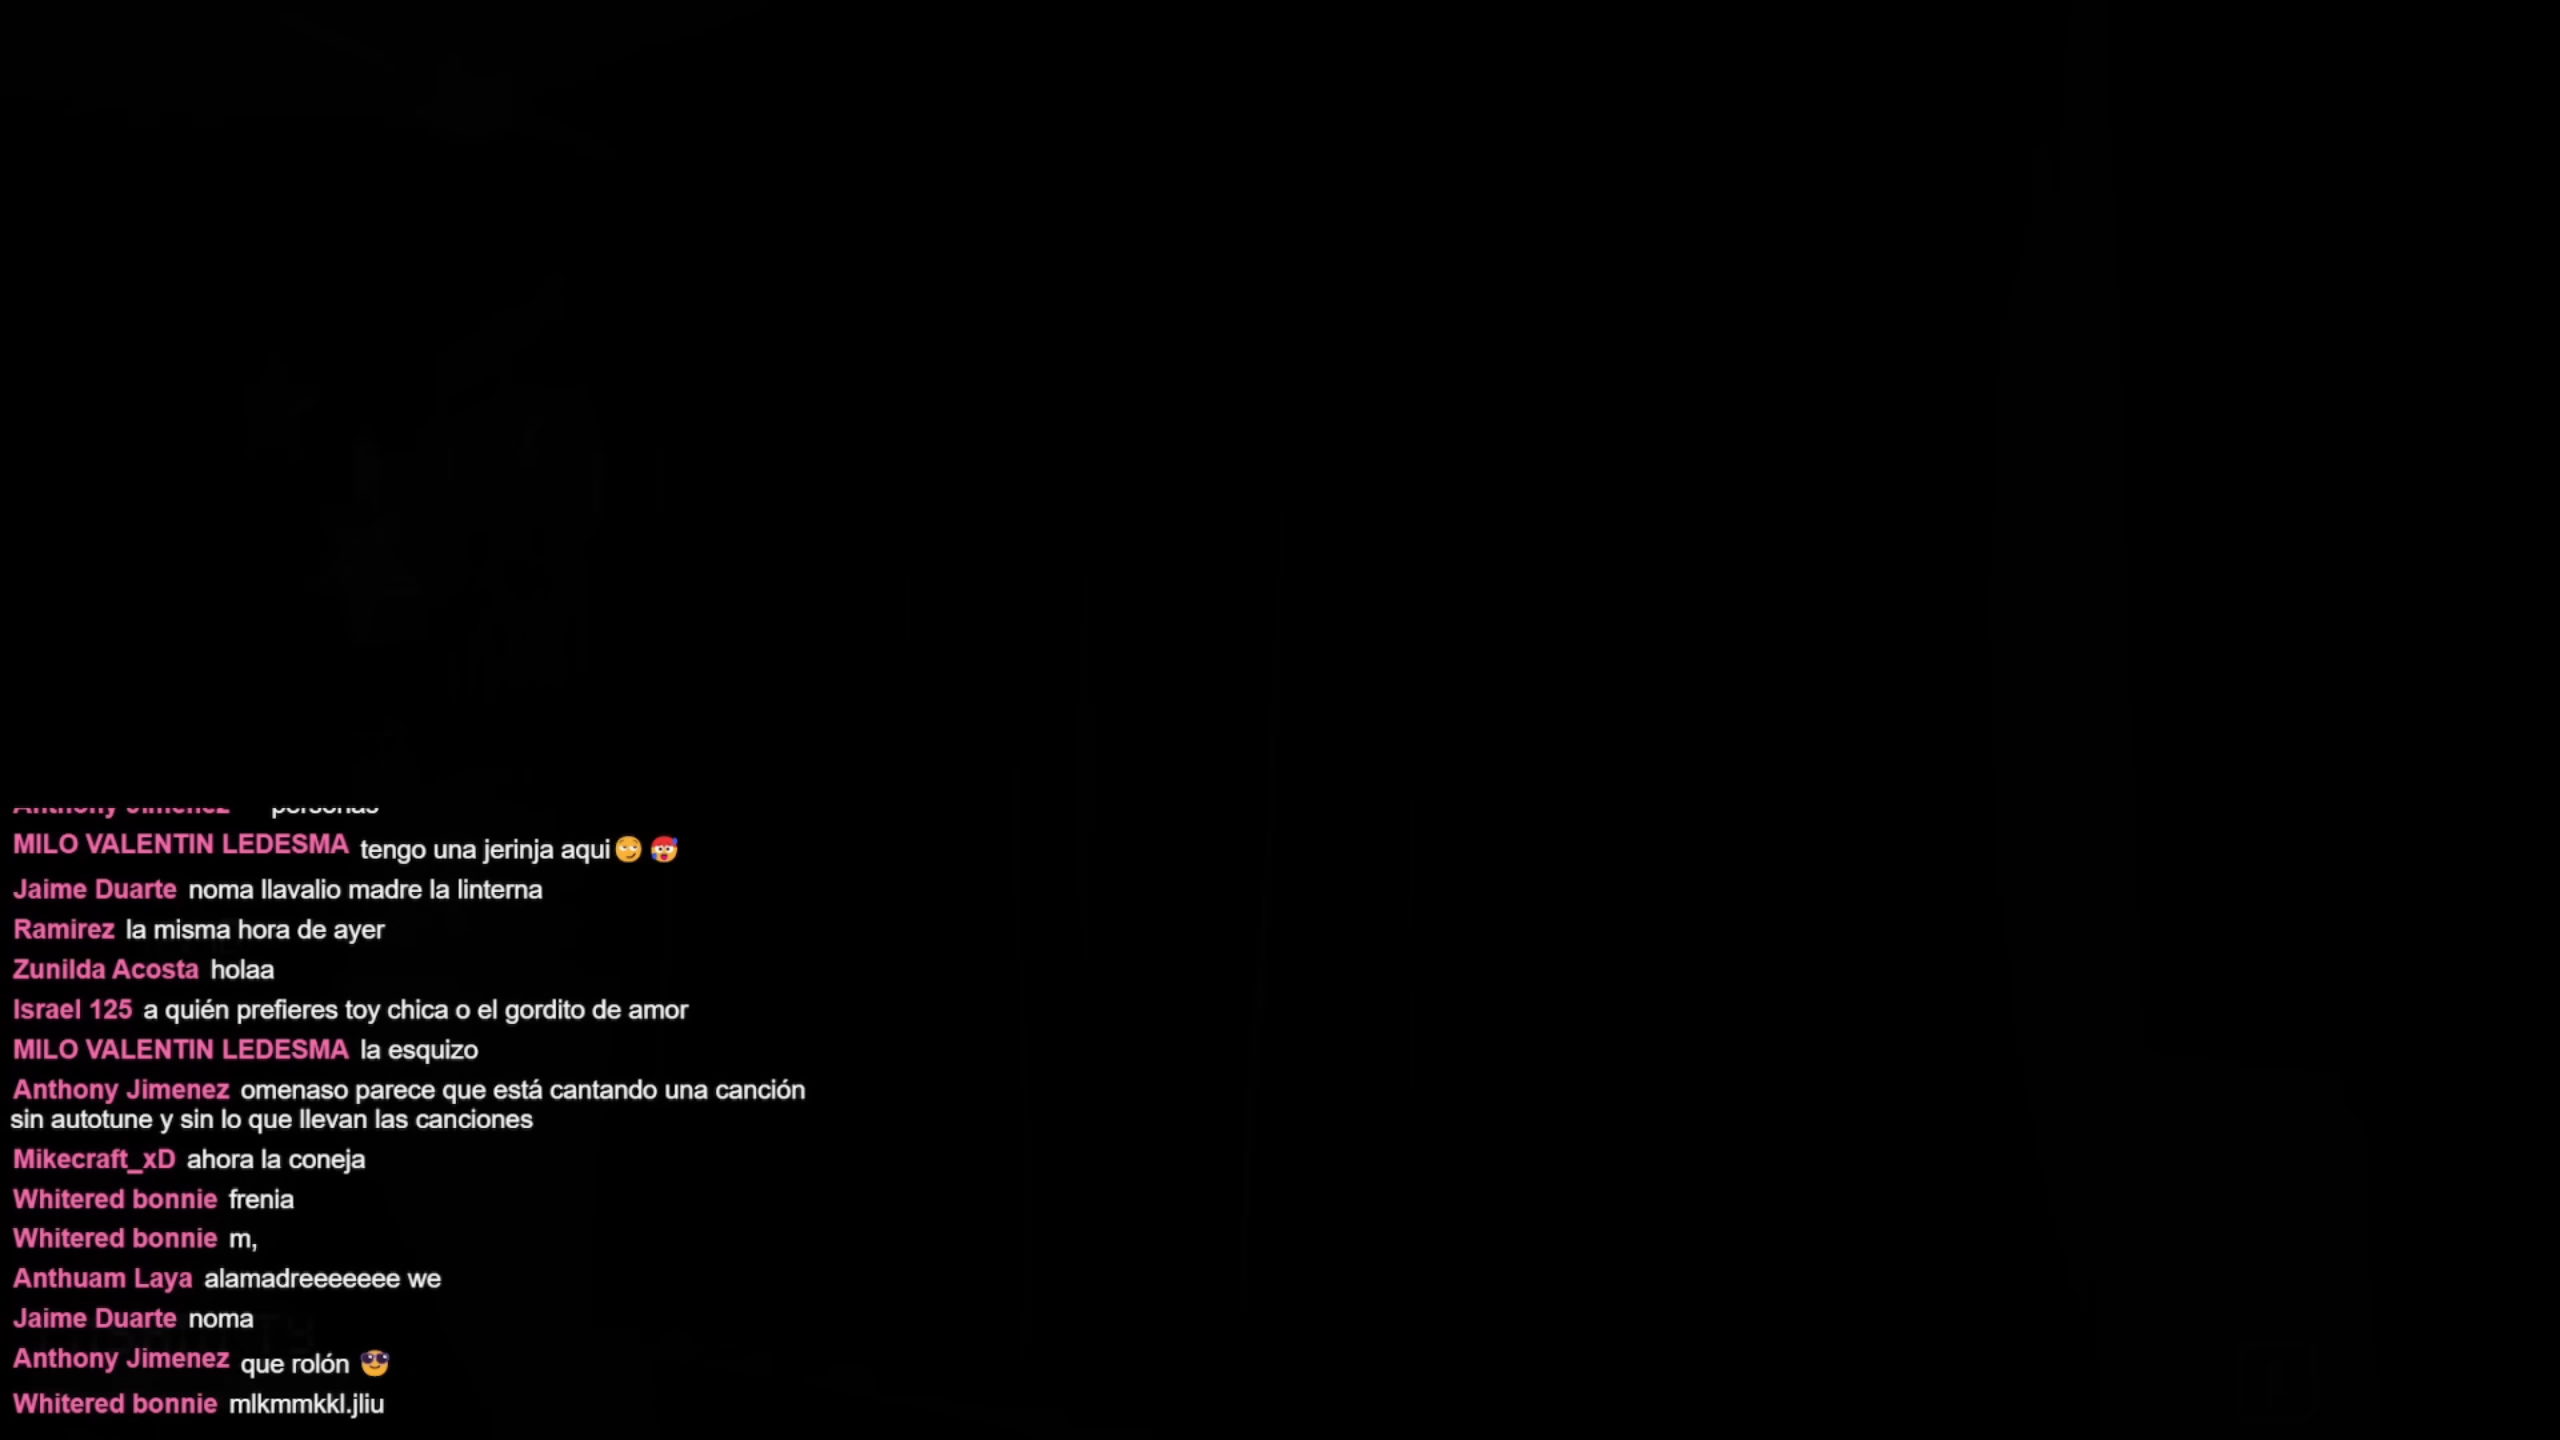 Anthony Jimenez personas
MILO VALENTIN LEDESMA tengo una jerinja aqui🙄 🥵
Jaime Duarte noma llavalio madre la linterna
Ramirez la misma hora de ayer
Zunilda Acosta holaa
Israel 125 a quién prefieres toy chica o el gordito de amor
MILO VALENTIN LEDESMA la esquizo
Anthony Jimenez omenaso parece que está cantando una canción
sin autotune y sin lo que llevan las canciones
Mikecraft_xD ahora la coneja
Whitered bonnie frenia
Whitered bonnie m,
Anthuam Laya alamadreeeeeee we
Jaime Duarte noma
Anthony Jimenez que rolón 😎
Whitered bonnie mlkmmkkl.jliu